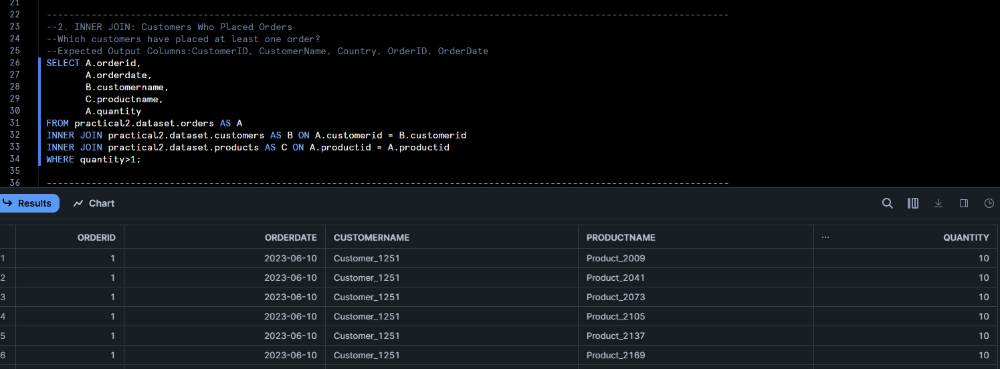 21
22 ------------------------------------------------------------------------------------------------------------------------
23 --2. INNER JOIN: Customers Who Placed Orders
24 --Which customers have placed at least one order?
25 --Expected Output Columns:CustomerID, CustomerName, Country, OrderID, OrderDate
26 SELECT A.orderid,
27        A.orderdate,
28        B.customername,
29        C.productname,
30        A.quantity
31 FROM practical2.dataset.orders AS A
32 INNER JOIN practical2.dataset.customers AS B ON A.customerid = B.customerid
33 INNER JOIN practical2.dataset.products AS C ON A.productid = A.productid
34 WHERE quantity>1;
35
36 ------------------------------------------------------------------------------------------------------------------------
Results Chart
ORDERID ORDERDATE CUSTOMERNAME PRODUCTNAME ... QUANTITY
1 1 2023-06-10 Customer_1251 Product_2009 10
2 1 2023-06-10 Customer_1251 Product_2041 10
3 1 2023-06-10 Customer_1251 Product_2073 10
4 1 2023-06-10 Customer_1251 Product_2105 10
5 1 2023-06-10 Customer_1251 Product_2137 10
6 1 2023-06-10 Customer_1251 Product_2169 10